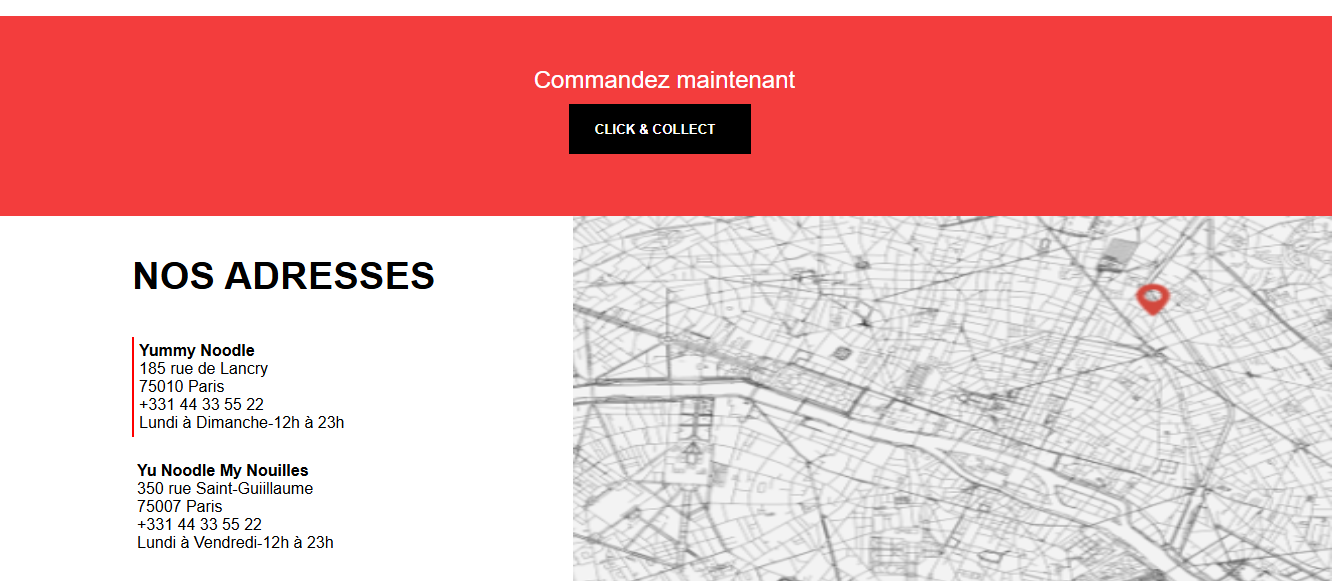 Commandez maintenant
CLICK & COLLECT
NOS ADRESSES
Yummy Noodle
185 rue de Lancry
75010 Paris
+331 44 33 55 22
Lundi à Dimanche-12h à 23h
Yu Noodle My Nouilles
350 rue Saint-Guiillaume
75007 Paris
+331 44 33 55 22
Lundi à Vendredi-12h à 23h